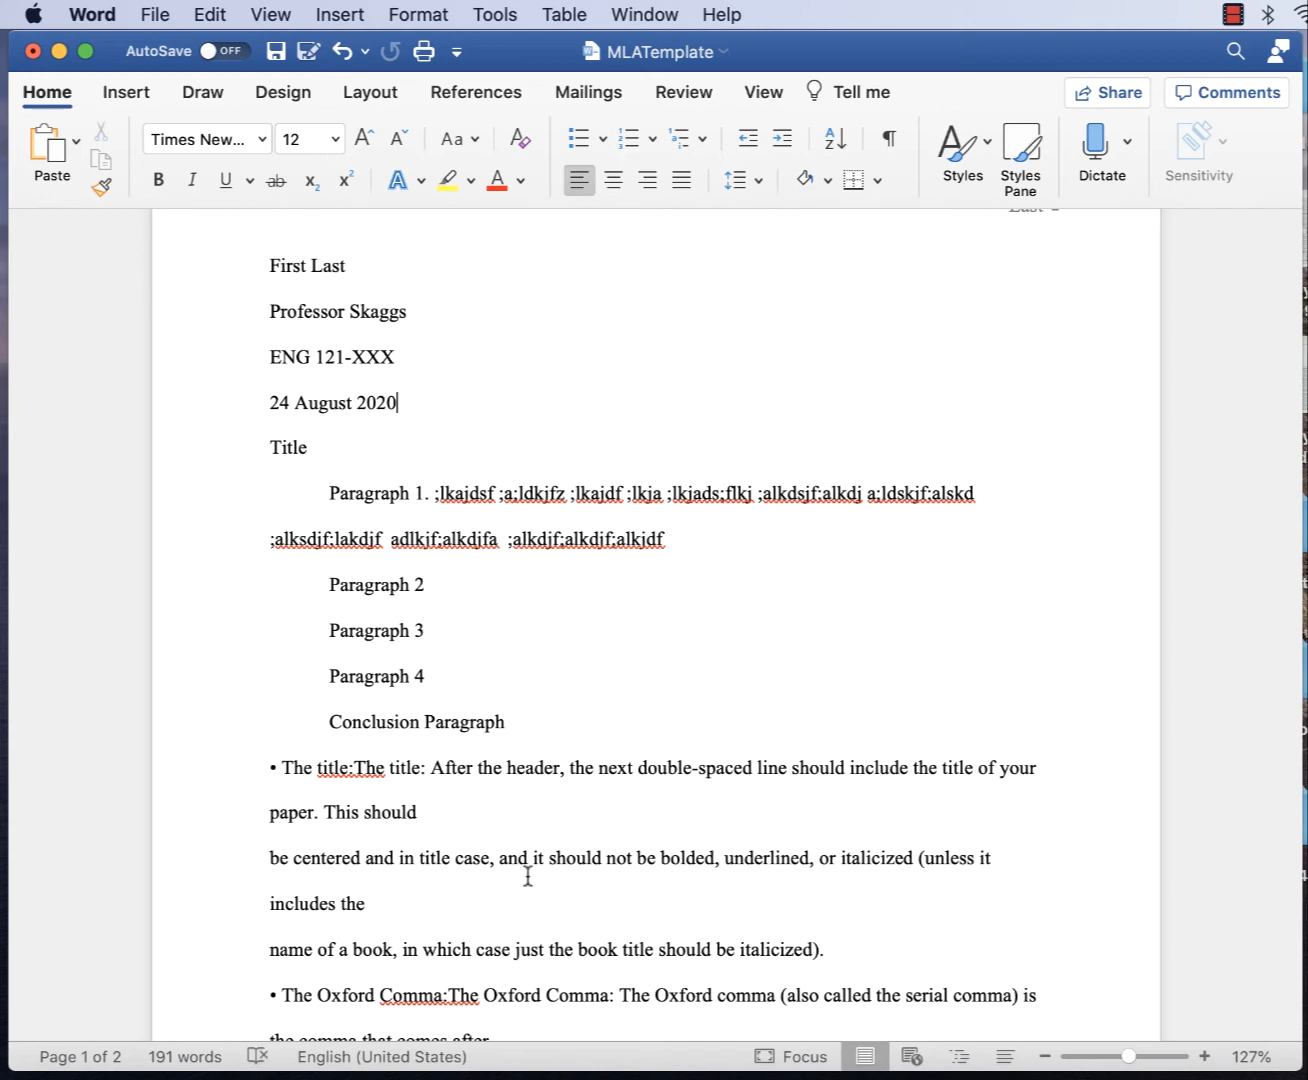 Word File Edit View Insert Format Tools Table Window Help
AutoSave OFF MLATemplate
Home Insert Draw Design Layout References Mailings Review View Tell me Share Comments
Paste Times New... 12 Aa Styles Styles Pane Dictate Sensitivity
First Last
Professor Skaggs
ENG 121-XXX
24 August 2020
Title
Paragraph 1. ;lkajdsf ;a;ldkjfz ;lkajdf ;lkja ;lkjads;flkj ;alkdsjf;alkdj a;ldskjf;alskd
;alksdjf;lakdjf adlkjf;alkdjfa ;alkdjf;alkdjf;alkjdf
Paragraph 2
Paragraph 3
Paragraph 4
Conclusion Paragraph
• The title:The title: After the header, the next double-spaced line should include the title of your
paper. This should
be centered and in title case, and it should not be bolded, underlined, or italicized (unless it
includes the
name of a book, in which case just the book title should be italicized).
• The Oxford Comma:The Oxford Comma: The Oxford comma (also called the serial comma) is
the comma that comes after
Page 1 of 2 191 words English (United States) Focus 127%